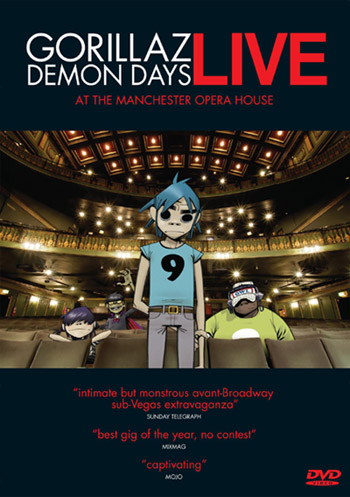 GORILLAZ
DEMON DAYS LIVE
AT THE MANCHESTER OPERA HOUSE
9
“intimate but monstrous avant-Broadway
sub-Vegas extravaganza”
SUNDAY TELEGRAPH
“best gig of the year, no contest”
MIXMAG
“captivating”
MOJO
DVD
VIDEO